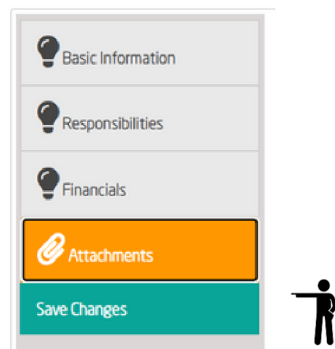 Basic Information
Responsibilities
Financials
Attachments
Save Changes